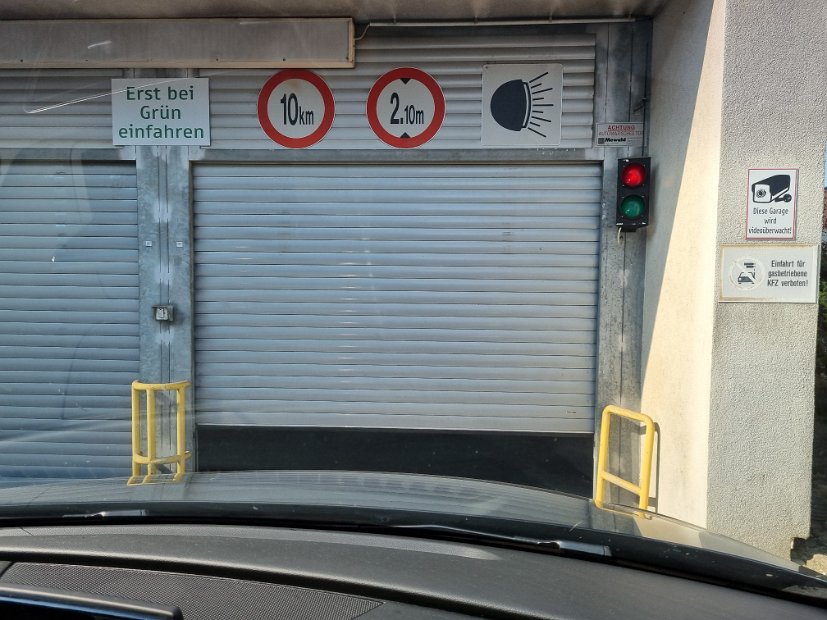 Erst bei
Grün
einfahren
10km
2.10m
ACHTUNG
Diese Garage
wird
videoüberwacht!
Einfahrt für
gasbetriebene
KFZ verboten!